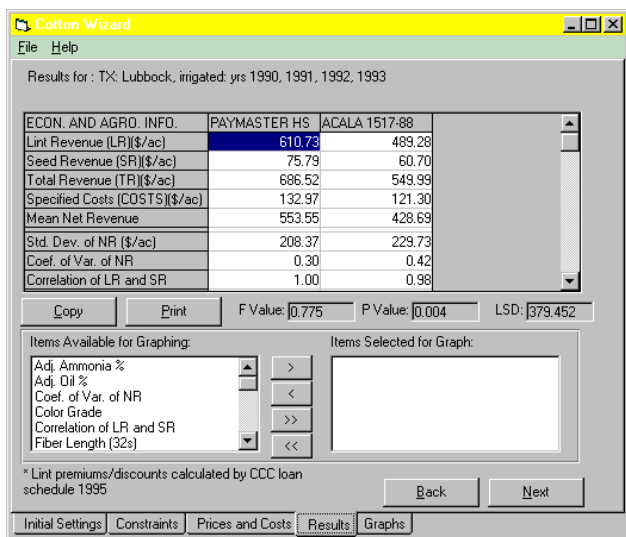 Cotton Wizard
File Help
Results for : TX: Lubbock, irrigated: yrs 1990, 1991, 1992, 1993
ECON. AND AGRO. INFO. PAYMASTER HS ACALA 1517-88
Lint Revenue (LR)($/ac) 610.73 489.28
Seed Revenue (SR)($/ac) 75.79 60.70
Total Revenue (TR)($/ac) 686.52 549.99
Specified Costs (COSTS)($/ac) 132.97 121.30
Mean Net Revenue 553.55 428.69
Std. Dev. of NR ($/ac) 208.37 229.73
Coef. of Var. of NR 0.30 0.42
Correlation of LR and SR 1.00 0.98
Copy Print F Value: 0.775 P Value: 0.004 LSD: 379.452
Items Available for Graphing: Items Selected for Graph:
Adj. Ammonia % >
Adj. Oil %
Coef. of Var. of NR <
Color Grade
Correlation of LR and SR >>
Fiber Length (32s) <<
* Lint premiums/discounts calculated by CCC loan
schedule 1995
Back Next
Initial Settings Constraints Prices and Costs Results Graphs